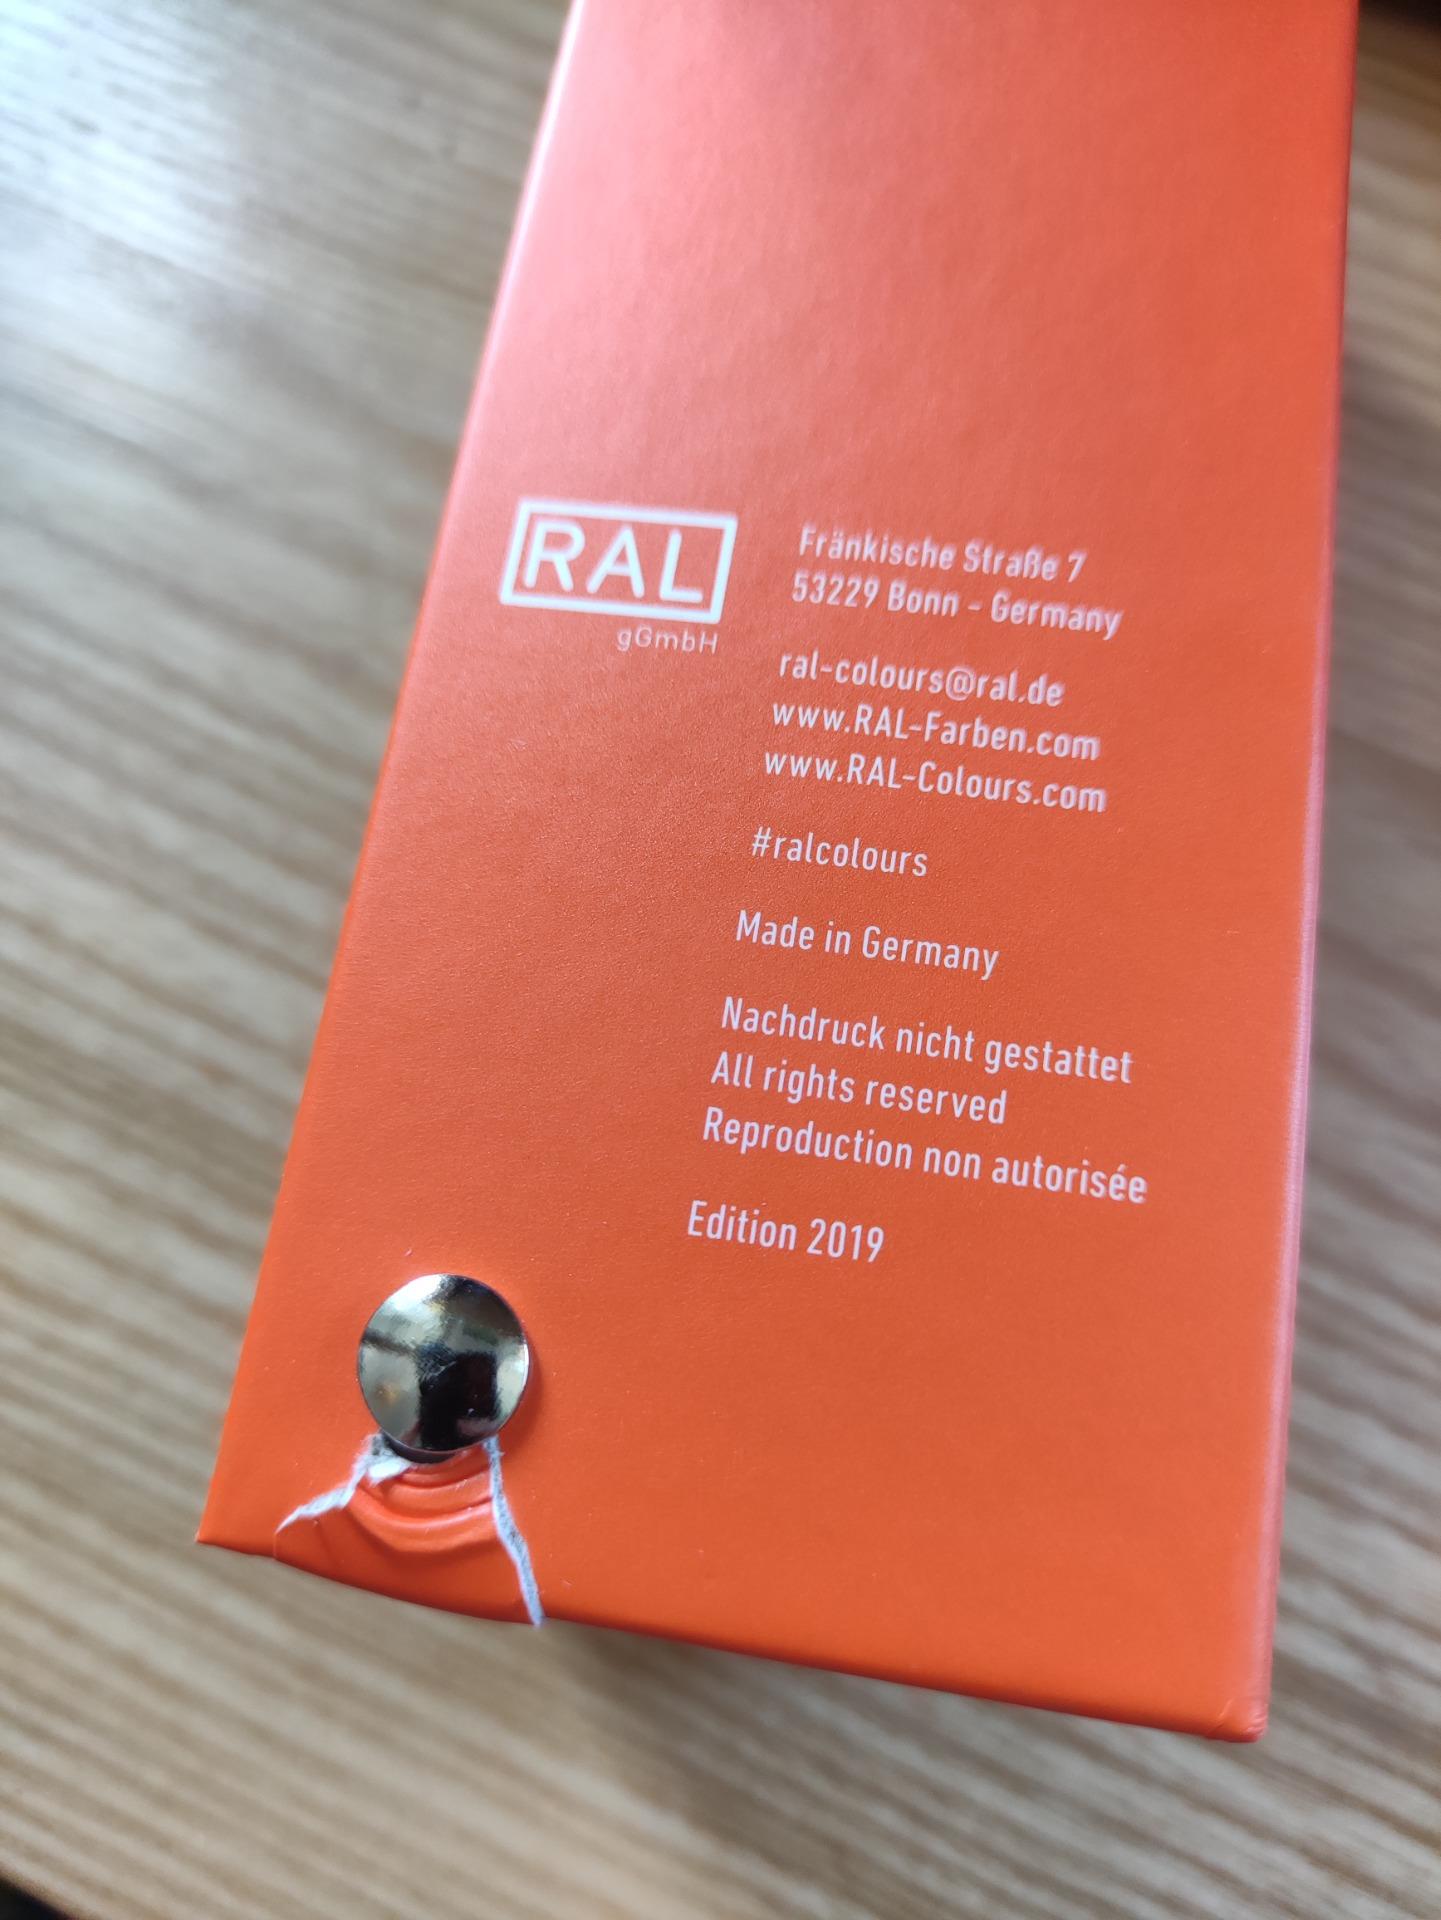 RAL
gGmbH
Fränkische Straße 7
53229 Bonn - Germany
ral-colours@ral.de
www.RAL-Farben.com
www.RAL-Colours.com
#ralcolours
Made in Germany
Nachdruck nicht gestattet
All rights reserved
Reproduction non autorisée
Edition 2019